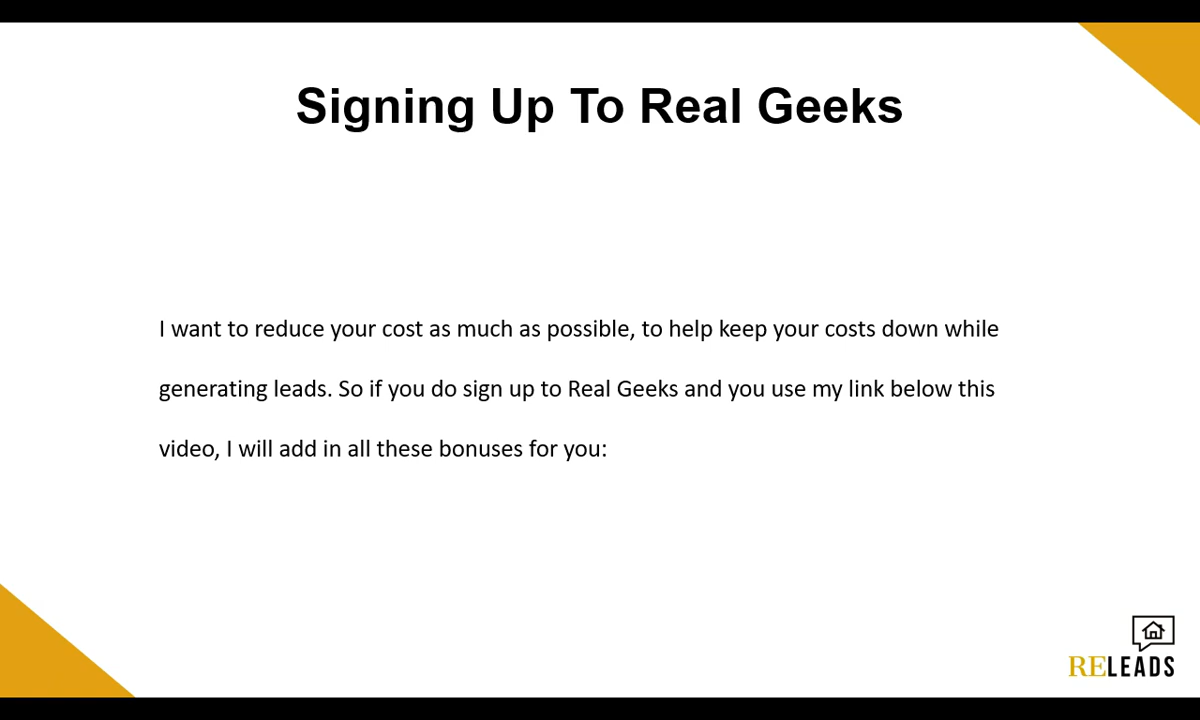 Signing Up To Real Geeks
I want to reduce your cost as much as possible, to help keep your costs down while
generating leads. So if you do sign up to Real Geeks and you use my link below this
video, I will add in all these bonuses for you:
RELEADS